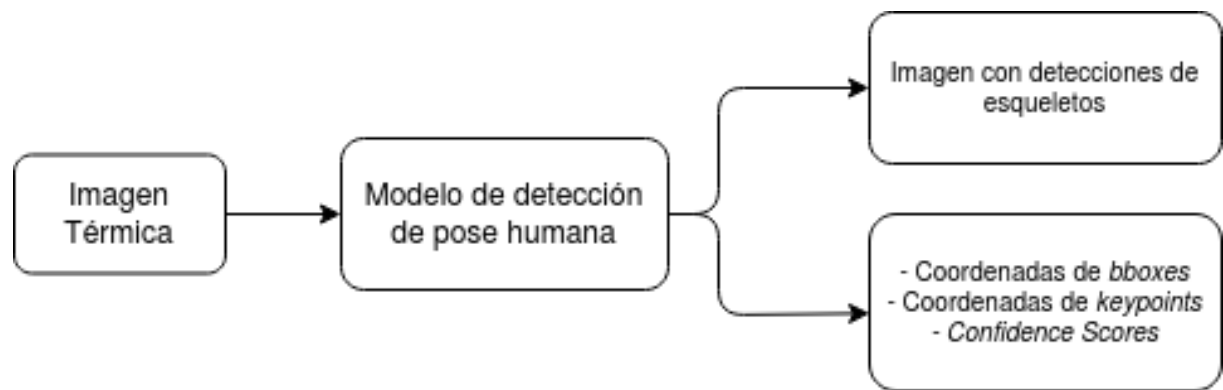 Imagen
Térmica
Modelo de detección
de pose humana
Imagen con detecciones de
esqueletos
- Coordenadas de bboxes
- Coordenadas de keypoints
- Confidence Scores